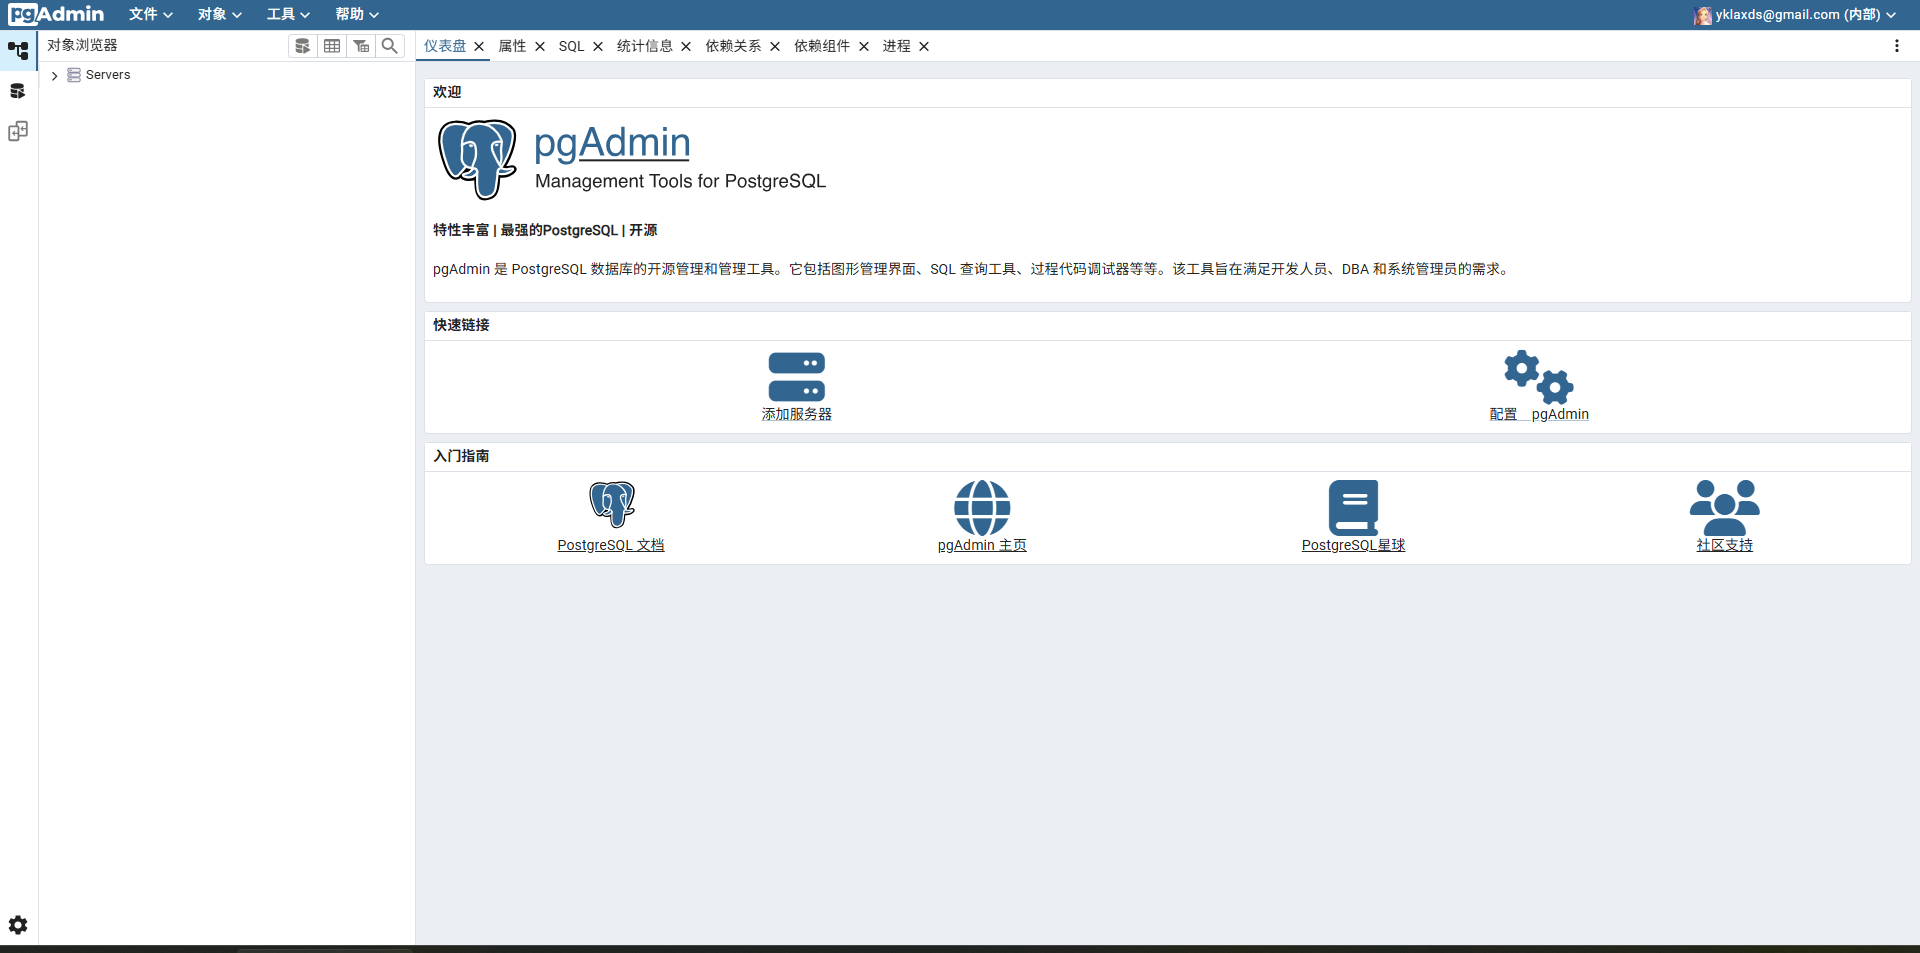 pgAdmin 文件 对象 工具 帮助 yklaxds@gmail.com (内部)
对象浏览器 仪表盘 属性 SQL 统计信息 依赖关系 依赖组件 进程
Servers
欢迎
pgAdmin
Management Tools for PostgreSQL
特性丰富 | 最强的PostgreSQL | 开源
pgAdmin 是 PostgreSQL 数据库的开源管理和管理工具。它包括图形管理界面、SQL 查询工具、过程代码调试器等等。该工具旨在满足开发人员、DBA 和系统管理员的需求。
快速链接
添加服务器 配置 pgAdmin
入门指南
PostgreSQL 文档 pgAdmin 主页 PostgreSQL星球 社区支持